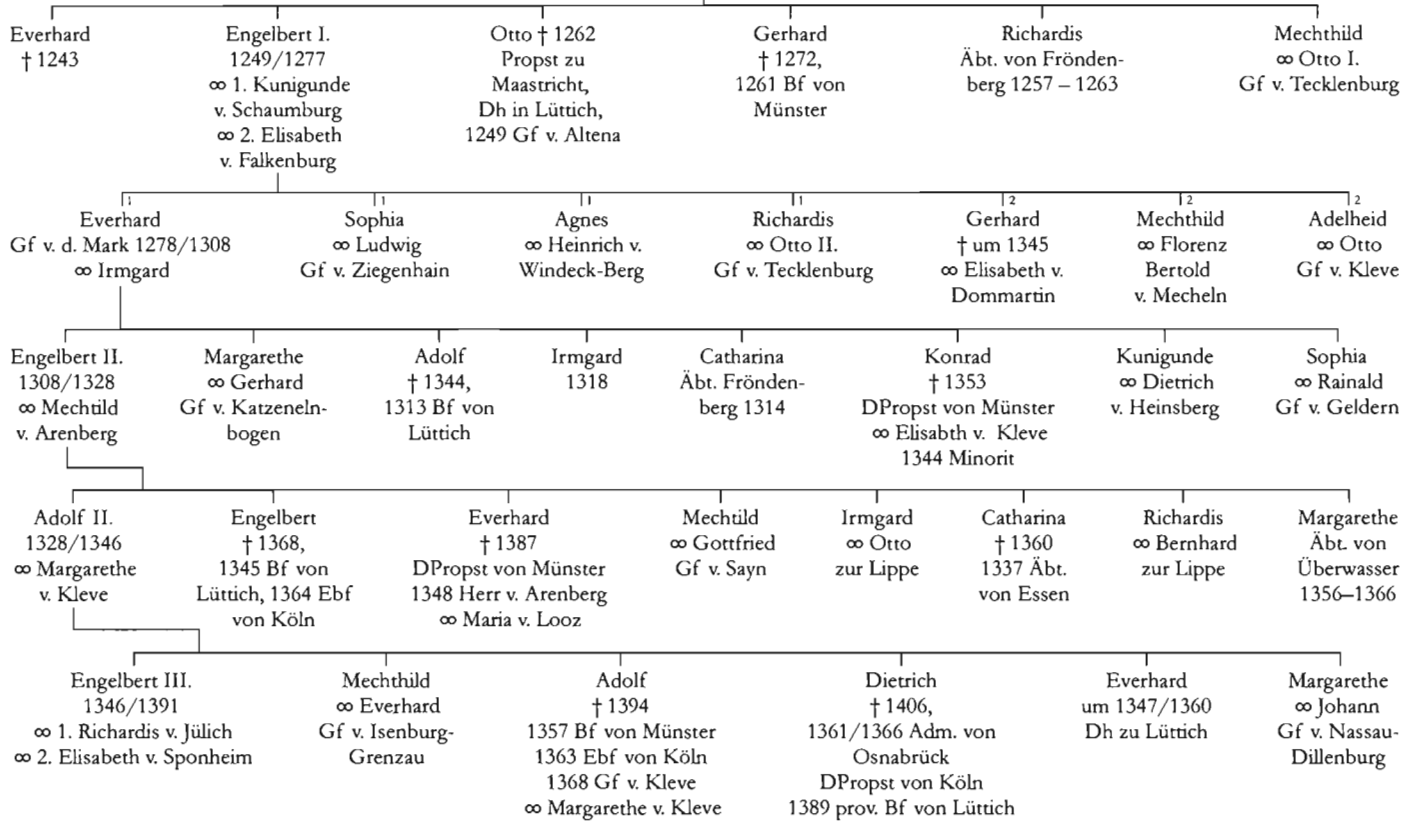 Everhard
† 1243
Engelbert I.
1249/1277
∞ 1. Kunigunde
v. Schaumburg
∞ 2. Elisabeth
v. Falkenburg
Otto † 1262
Propst zu
Maastricht,
Dh in Lüttich,
1249 Gf v. Altena
Gerhard
† 1272,
1261 Bf von
Münster
Richardis
Äbt. von Frönden-
berg 1257 – 1263
Mechthild
∞ Otto I.
Gf v. Tecklenburg
1
Everhard
Gf v. d. Mark 1278/1308
∞ Irmgard
1
Sophia
∞ Ludwig
Gf v. Ziegenhain
1
Agnes
∞ Heinrich v.
Windeck-Berg
1
Richardis
∞ Otto II.
Gf v. Tecklenburg
2
Gerhard
† um 1345
∞ Elisabeth v.
Dommartin
2
Mechthild
∞ Florenz
Bertold
v. Mecheln
2
Adelheid
∞ Otto
Gf v. Kleve
Engelbert II.
1308/1328
∞ Mechtild
v. Arenberg
Margarethe
∞ Gerhard
Gf v. Katzeneln-
bogen
Adolf
† 1344,
1313 Bf von
Lüttich
Irmgard
1318
Catharina
Äbt. Frönden-
berg 1314
Konrad
† 1353
DPropst von Münster
∞ Elisabth v. Kleve
1344 Minorit
Kunigunde
∞ Dietrich
v. Heinsberg
Sophia
∞ Rainald
Gf v. Geldern
Adolf II.
1328/1346
∞ Margarethe
v. Kleve
Engelbert
† 1368,
1345 Bf von
Lüttich, 1364 Ebf
von Köln
Everhard
† 1387
DPropst von Münster
1348 Herr v. Arenberg
∞ Maria v. Looz
Mechtild
∞ Gottfried
Gf v. Sayn
Irmgard
∞ Otto
zur Lippe
Catharina
† 1360
1337 Äbt.
von Essen
Richardis
∞ Bernhard
zur Lippe
Margarethe
Äbt. von
Überwasser
1356–1366
Engelbert III.
1346/1391
∞ 1. Richardis v. Jülich
∞ 2. Elisabeth v. Sponheim
Mechthild
∞ Everhard
Gf v. Isenburg-
Grenzau
Adolf
† 1394
1357 Bf von Münster
1363 Ebf von Köln
1368 Gf v. Kleve
∞ Margarethe v. Kleve
Dietrich
† 1406,
1361/1366 Adm. von
Osnabrück
DPropst von Köln
1389 prov. Bf von Lüttich
Everhard
um 1347/1360
Dh zu Lüttich
Margarethe
∞ Johann
Gf v. Nassau-
Dillenburg